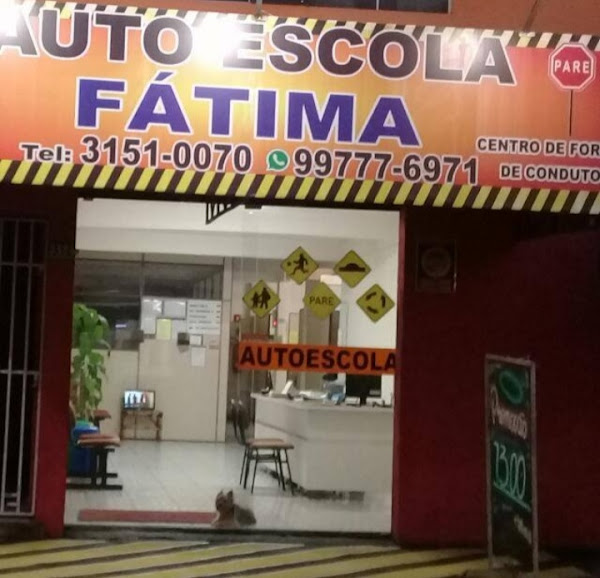 AUTO ESCOLA
FÁTIMA
PARE
Tel: 3151-0070 99777-6971
CENTRO DE FOR
DE CONDUTO
PARE
AUTOESCOLA